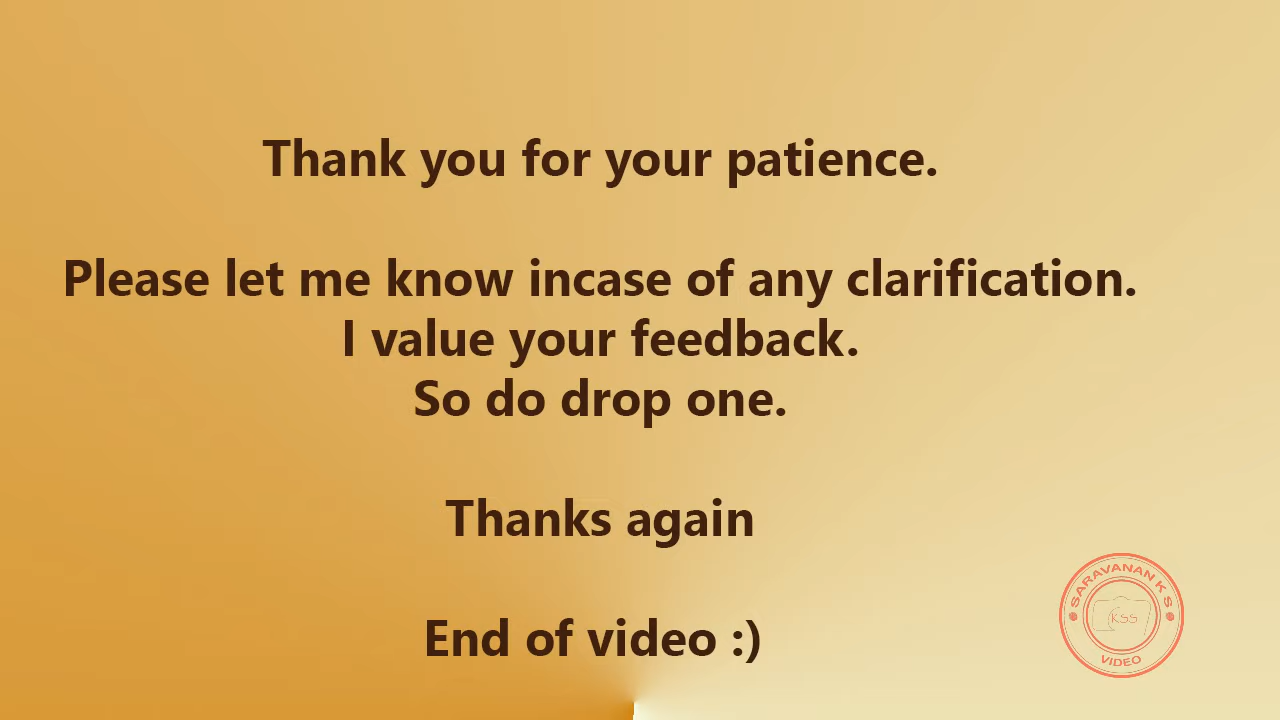 Thank you for your patience.
Please let me know incase of any clarification.
I value your feedback.
So do drop one.
Thanks again
End of video :)
SARAVANAN K S
KSS
VIDEO